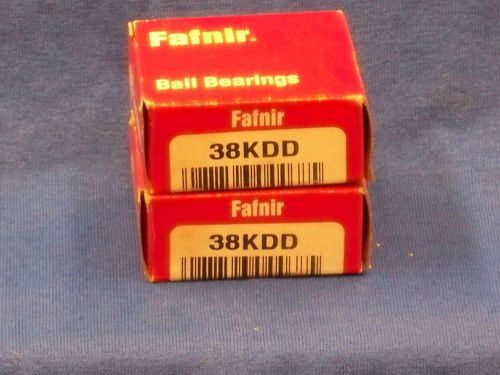 Fafnir.
Ball Bearings
Fafnir
38KDD
Fafnir
38KDD